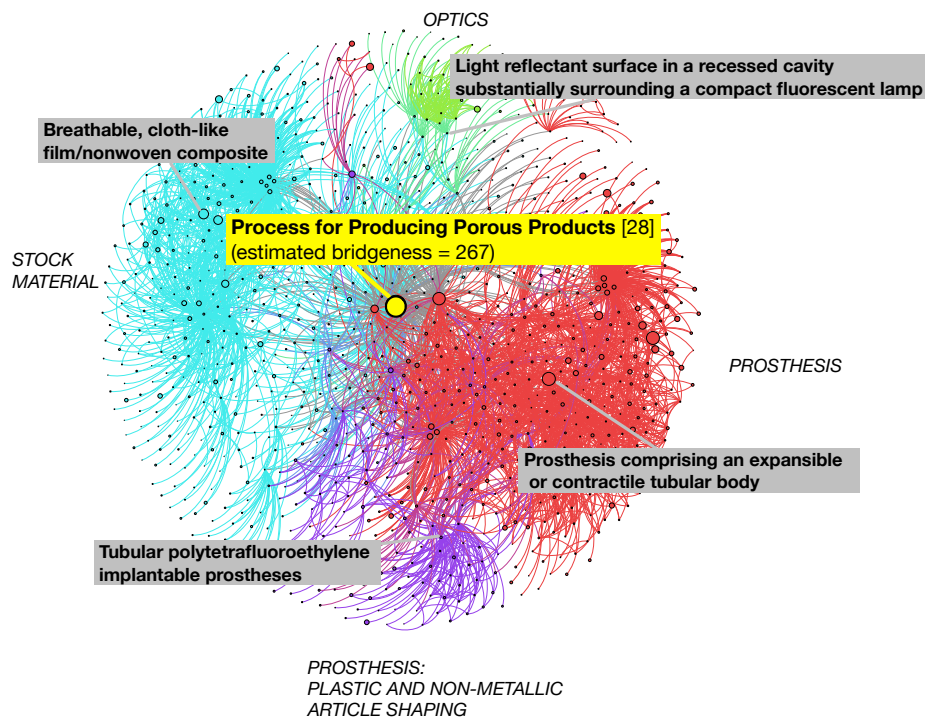 OPTICS
Light reflectant surface in a recessed cavity
substantially surrounding a compact fluorescent lamp
Breathable, cloth-like
film/nonwoven composite
Process for Producing Porous Products [28]
(estimated bridgeness = 267)
STOCK
MATERIAL
PROSTHESIS
Prosthesis comprising an expansible
or contractile tubular body
Tubular polytetrafluoroethylene
implantable prostheses
PROSTHESIS:
PLASTIC AND NON-METALLIC
ARTICLE SHAPING